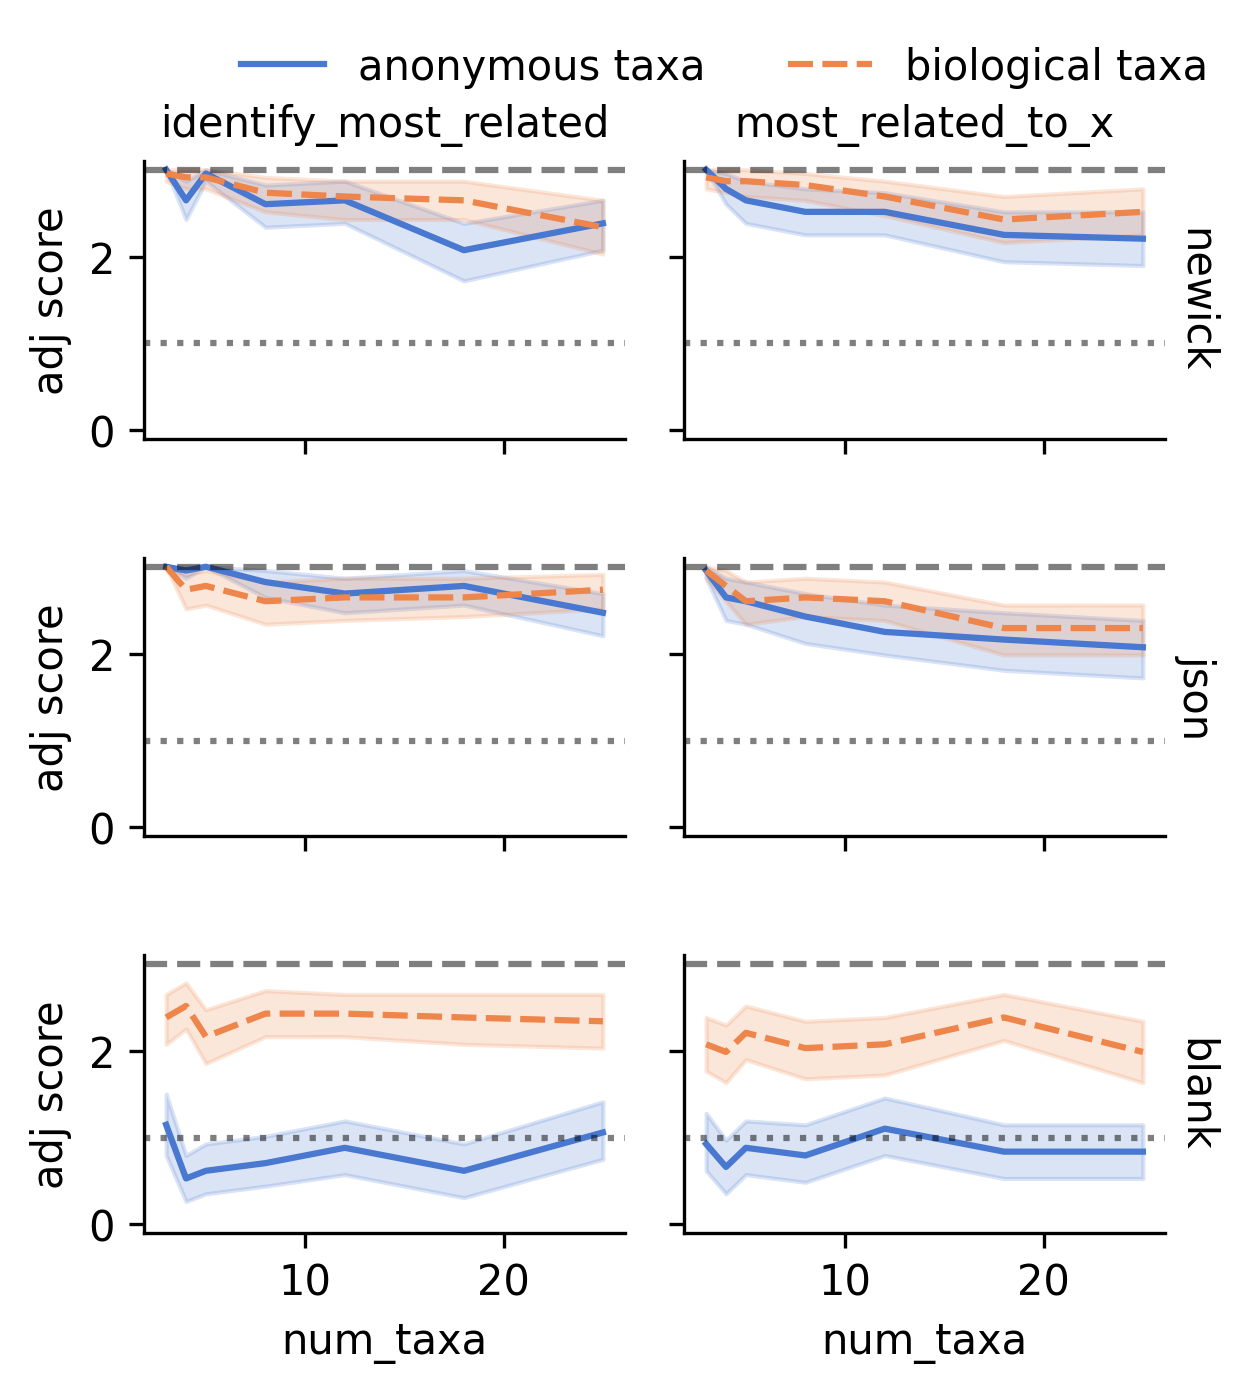 anonymous taxa
biological taxa
identify_most_related
most_related_to_x
adj score
2
0
newick
adj score
2
0
json
adj score
2
0
blank
10
20
10
20
num_taxa
num_taxa